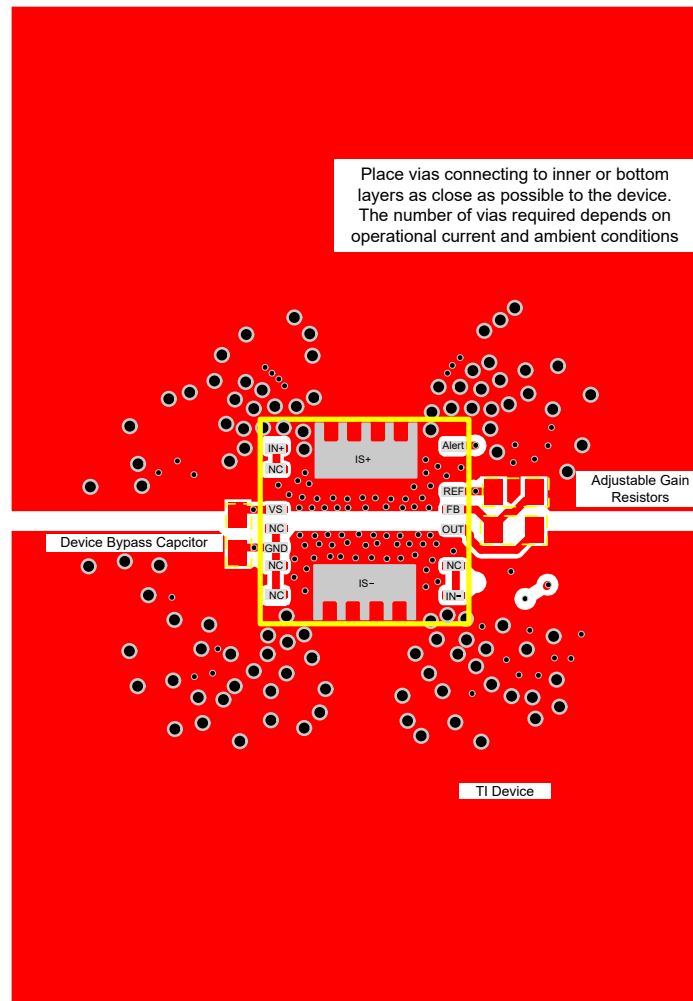 Place vias connecting to inner or bottom
layers as close as possible to the device.
The number of vias required depends on
operational current and ambient conditions
IN+
NC
IS+
Alert
REF
Adjustable Gain
Resistors
VS
FB
NC
OUT
Device Bypass Capcitor
GND
NC
NC
IS−
NC
IN−
TI Device